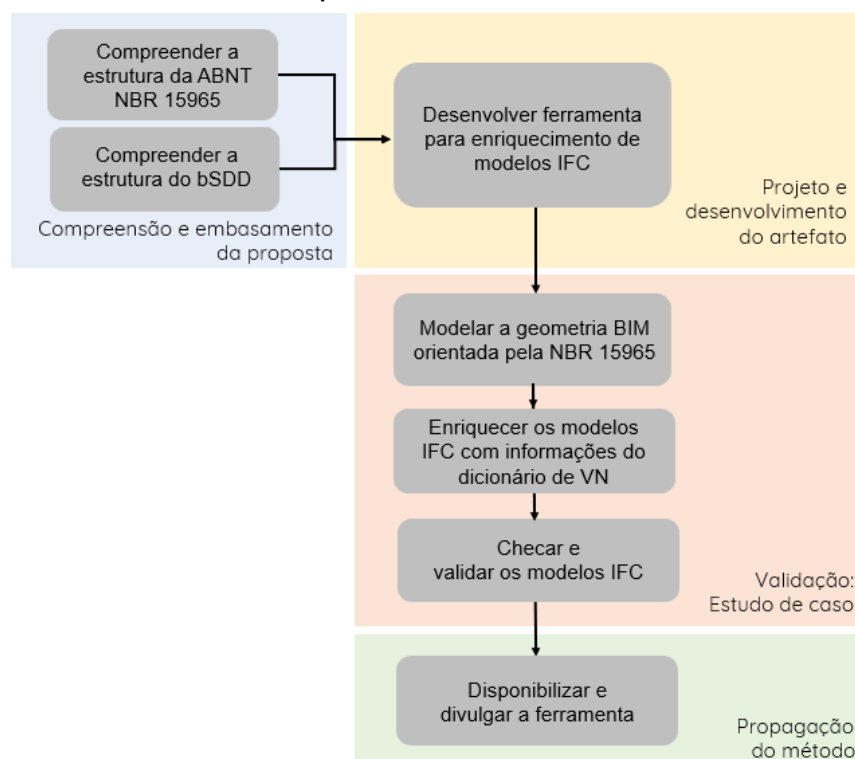 Compreender a
estrutura da ABNT
NBR 15965
Compreender a
estrutura do bSDD
Compreensão e embasamento
da proposta
Desenvolver ferramenta
para enriquecimento de
modelos IFC
Projeto e
desenvolvimento
do artefato
Modelar a geometria BIM
orientada pela NBR 15965
Enriquecer os modelos
IFC com informações do
dicionário de VN
Checar e
validar os modelos IFC
Validação:
Estudo de caso
Disponibilizar e
divulgar a ferramenta
Propagação
do método